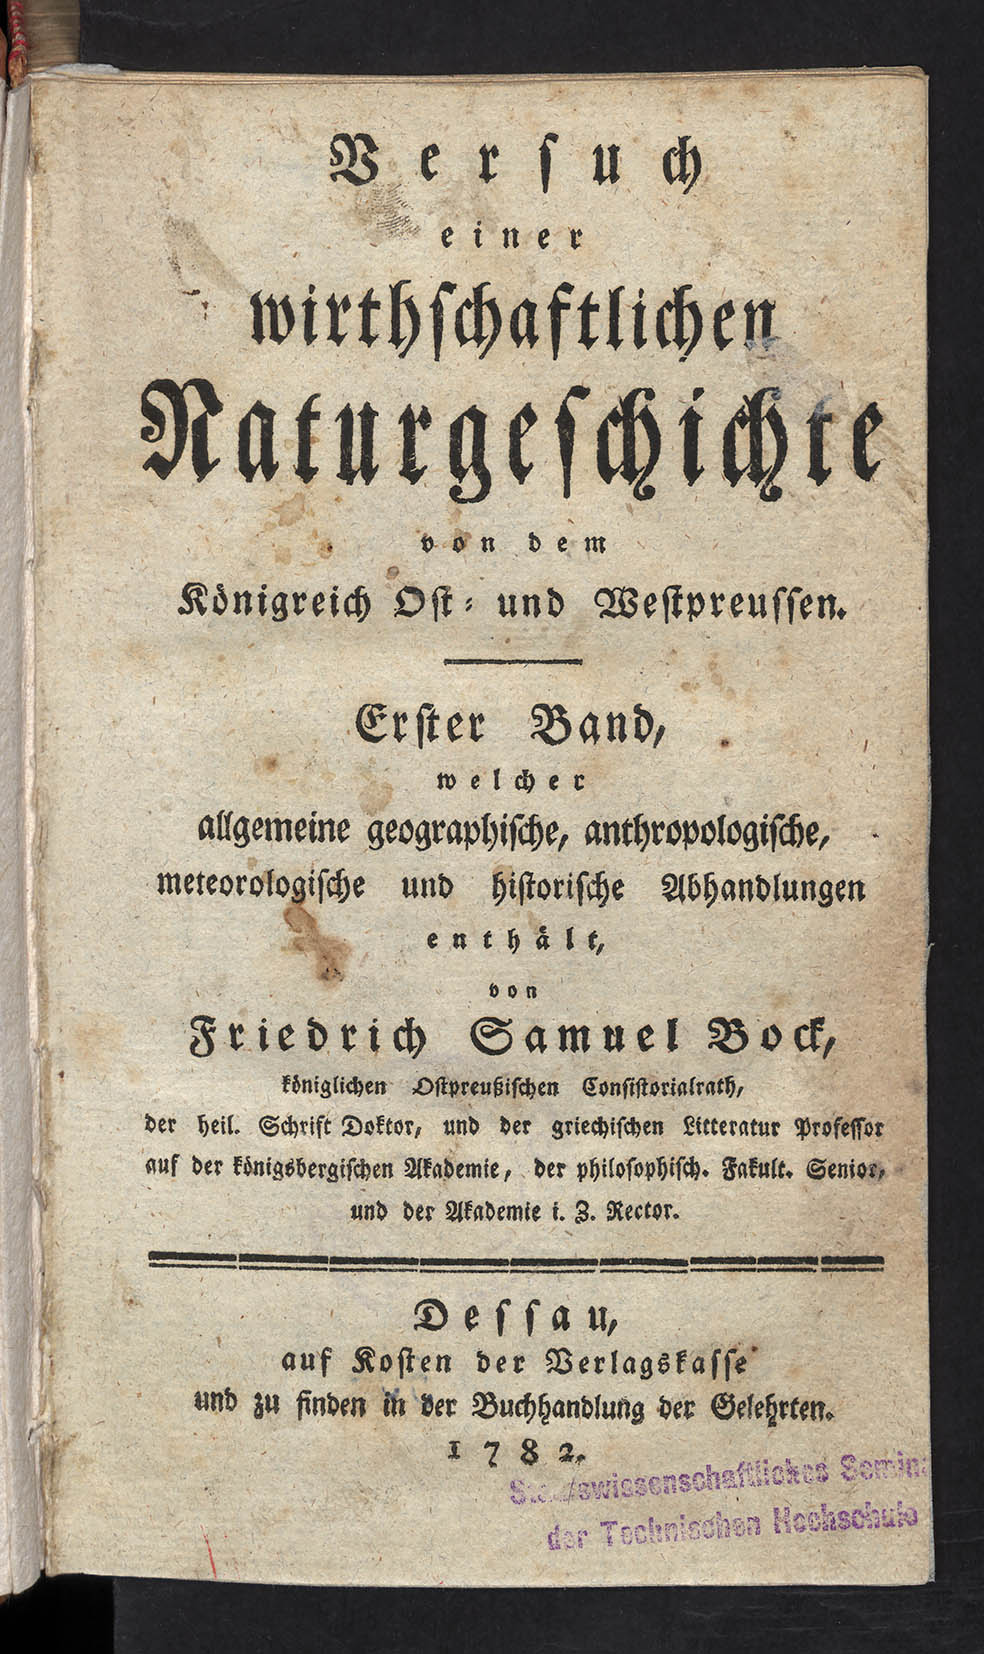 Versuch
einer
wirthschaftlichen
Naturgeschichte
von dem
Königreich Ost- und Westpreussen.
Erster Band,
welcher
allgemeine geographische, anthropologische,
meteorologische und historische Abhandlungen
enthält,
von
Friedrich Samuel Bock,
königlichen Ostpreußischen Consistorialrath,
der heil. Schrift Doktor, und der griechischen Litteratur Professor
auf der königsbergischen Akademie, der philosophisch. Fakult. Senior,
und der Akademie i. Z. Rector.
Dessau,
auf Kosten der Verlagskasse
und zu finden in der Buchhandlung der Gelehrten.
1782.
Staatswissenschaftliches Semina
der Technischen Hochschule